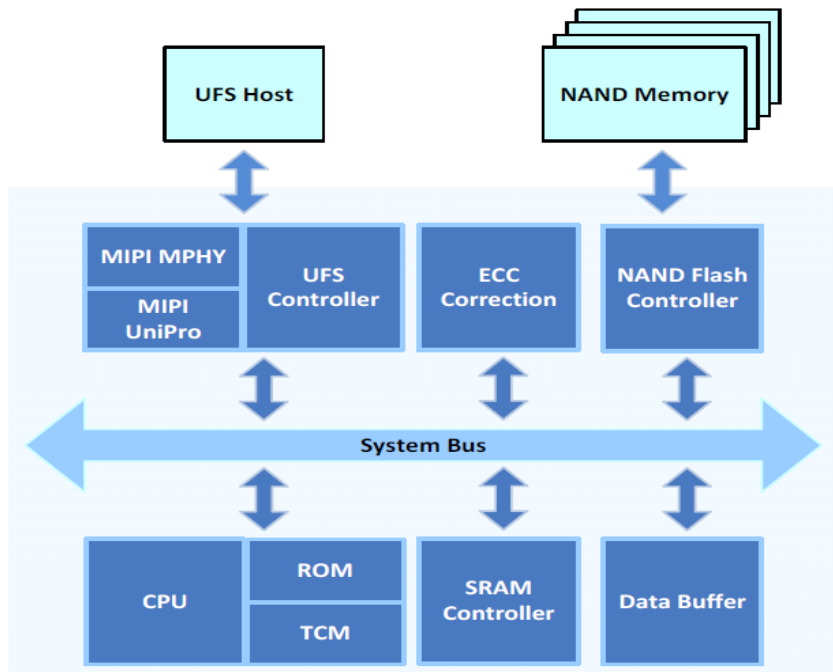 UFS Host
NAND Memory
MIPI MPHY
MIPI
UniPro
UFS
Controller
ECC
Correction
NAND Flash
Controller
System Bus
CPU
ROM
TCM
SRAM
Controller
Data Buffer